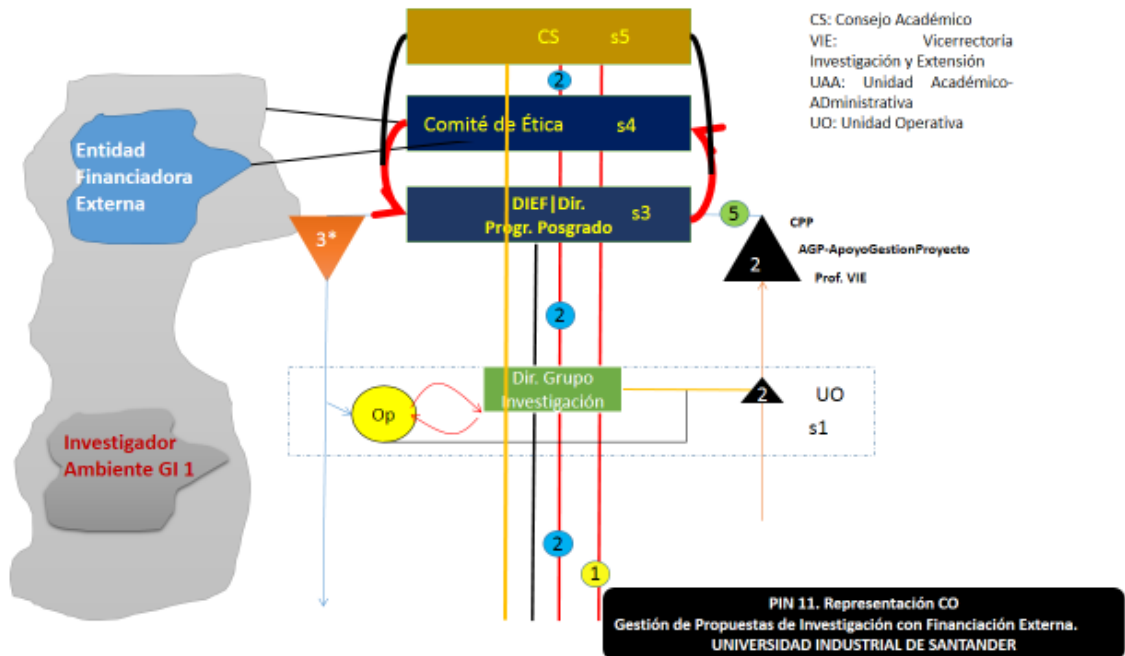 CS s5
CS: Consejo Académico
VIE: Vicerrectoría
Investigación y Extensión
UAA: Unidad Académico-
ADministrativa
UO: Unidad Operativa
2
Comité de Ética s4
Entidad
Financiadora
Externa
DIEF|Dir.
Progr. Posgrado
s3
3*
5
CPP
AGP-ApoyoGestionProyecto
Prof. VIE
2
2
Dir. Grupo
Investigación
Op
2
UO
s1
Investigador
Ambiente GI 1
2
1
PIN 11. Representación CO
Gestión de Propuestas de Investigación con Financiación Externa.
UNIVERSIDAD INDUSTRIAL DE SANTANDER